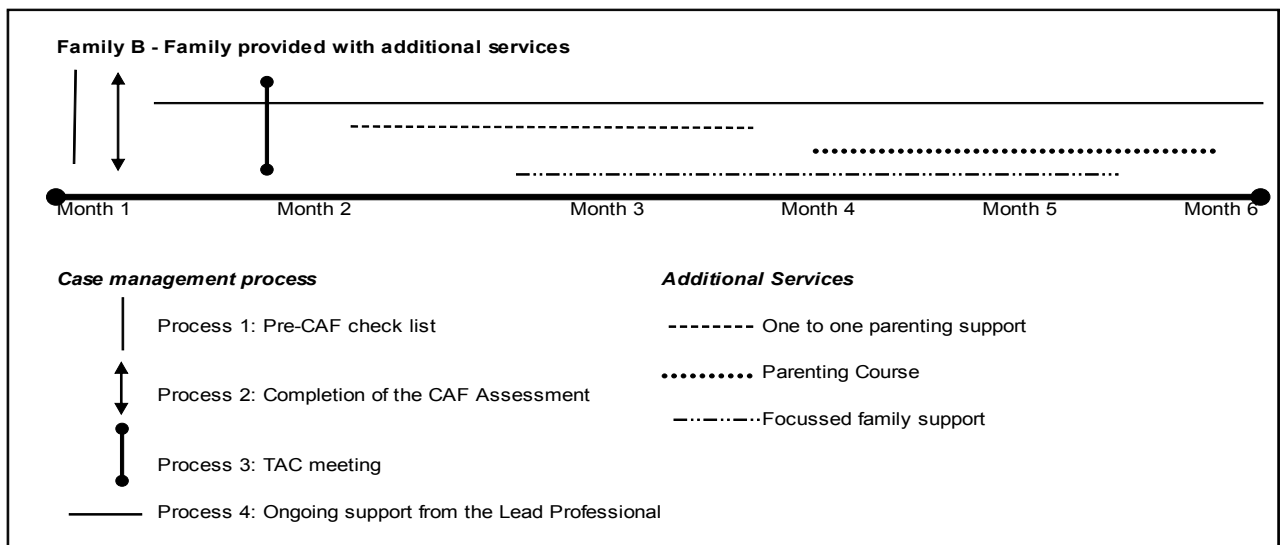 Family B - Family provided with additional services
Month 1 Month 2 Month 3 Month 4 Month 5 Month 6
Case management process
Process 1: Pre-CAF check list
Process 2: Completion of the CAF Assessment
Process 3: TAC meeting
Process 4: Ongoing support from the Lead Professional
Additional Services
One to one parenting support
Parenting Course
Focussed family support